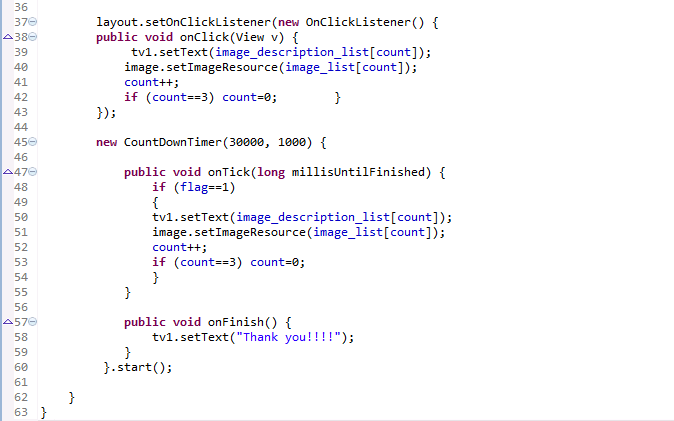 36
37 layout.setOnClickListener(new OnClickListener() {
38 public void onClick(View v) {
39 tv1.setText(image_description_list[count]);
40 image.setImageResource(image_list[count]);
41 count++;
42 if (count==3) count=0; }
43 });
44
45 new CountDownTimer(30000, 1000) {
46
47 public void onTick(long millisUntilFinished) {
48 if (flag==1)
49 {
50 tv1.setText(image_description_list[count]);
51 image.setImageResource(image_list[count]);
52 count++;
53 if (count==3) count=0;
54 }
55 }
56
57 public void onFinish() {
58 tv1.setText("Thank you!!!!");
59 }
60 }.start();
61
62 }
63 }